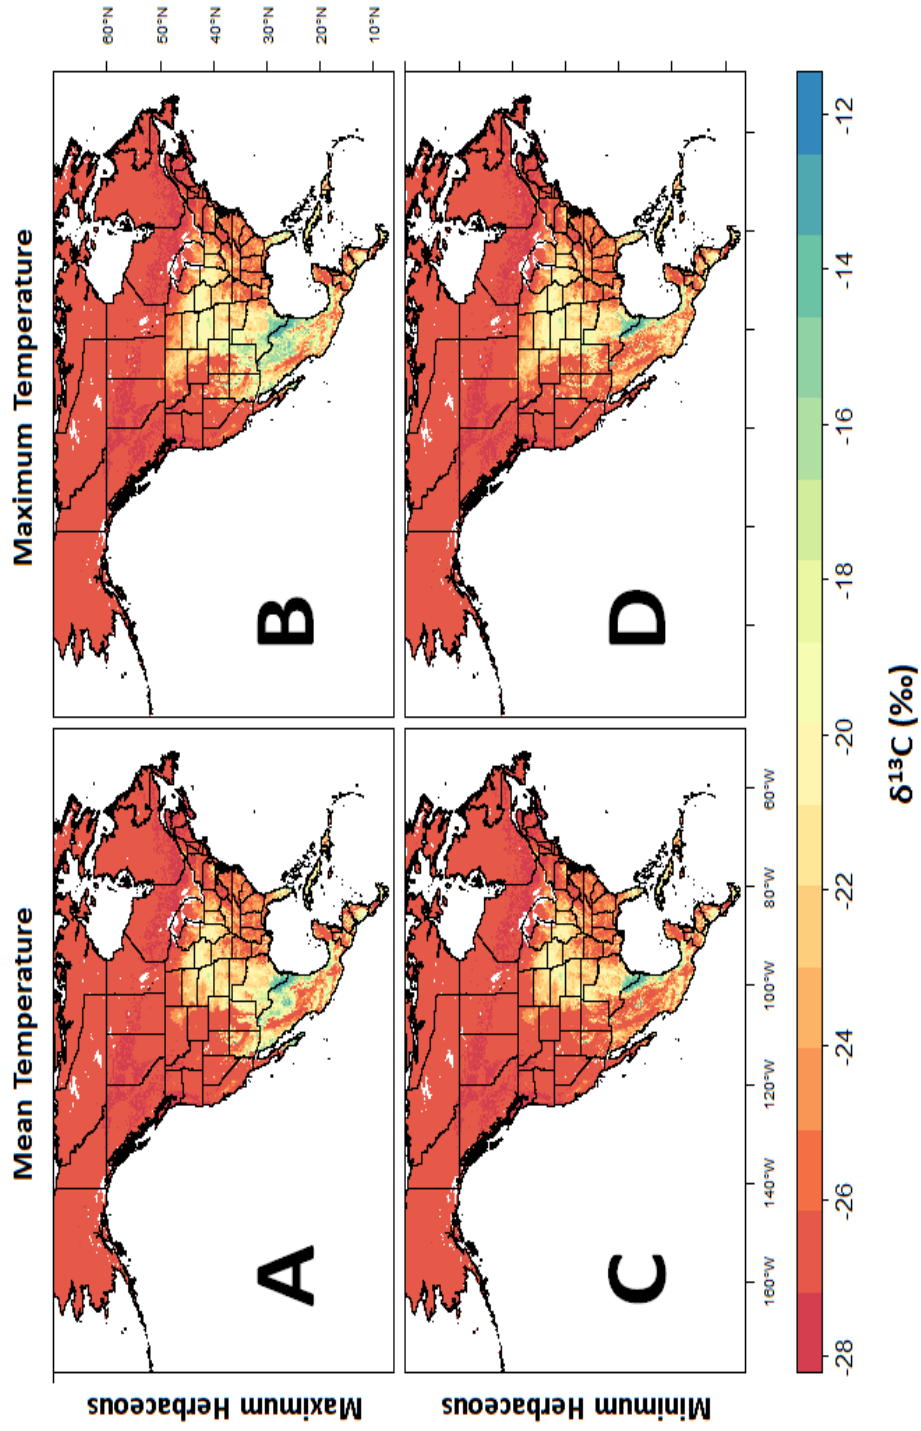 Mean Temperature
Maximum Temperature
Maximum Herbaceous
Minimum Herbaceous
A
B
60°N
50°N
40°N
30°N
20°N
10°N
C
D
160°W
140°W
120°W
100°W
80°W
60°W
-28
-26
-24
-22
-20
-18
-16
-14
-12
δ¹³C (‰)